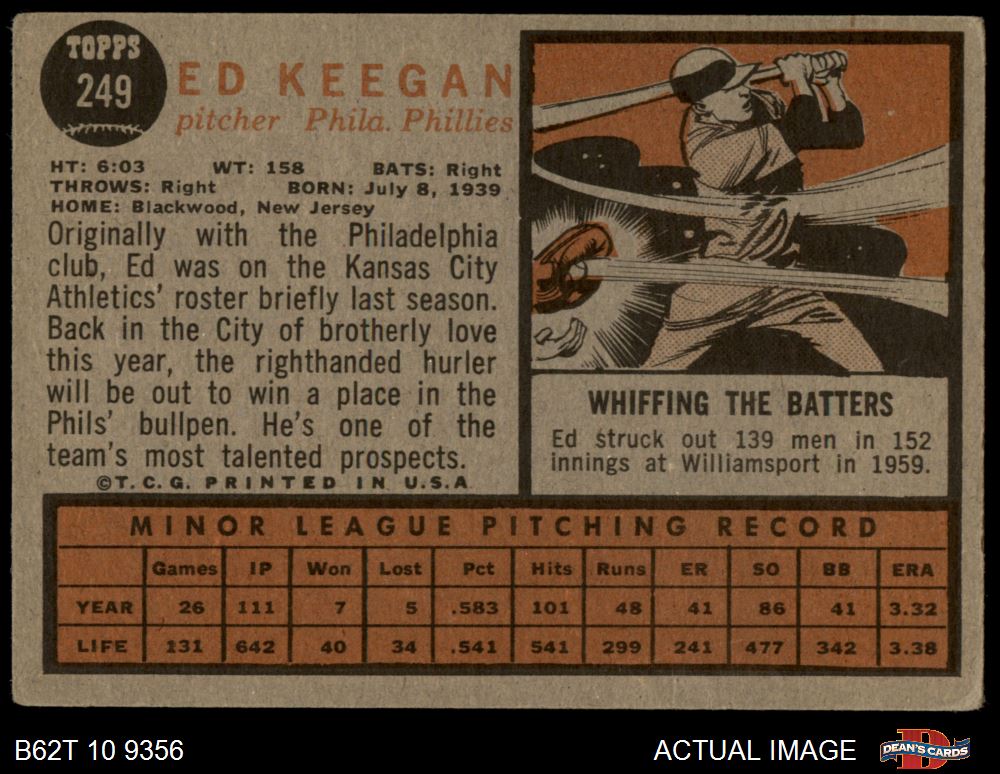 TOPPS
249
ED KEEGAN
pitcher Phila. Phillies
HT: 6:03 WT: 158 BATS: Right
THROWS: Right BORN: July 8, 1939
HOME: Blackwood, New Jersey
Originally with the Philadelphia
club, Ed was on the Kansas City
Athletics' roster briefly last season.
Back in the City of brotherly love
this year, the righthanded hurler
will be out to win a place in the
Phils' bullpen. He's one of the
team's most talented prospects.
©T.C.G. PRINTED IN U.S.A
WHIFFING THE BATTERS
Ed struck out 139 men in 152
innings at Williamsport in 1959.
MINOR LEAGUE PITCHING RECORD
Games IP Won Lost Pct Hits Runs ER SO BB ERA
YEAR 26 111 7 5 .583 101 48 41 86 41 3.32
LIFE 131 642 40 34 .541 541 299 241 477 342 3.38
B62T 10 9356
ACTUAL IMAGE
DEAN'S CARDS